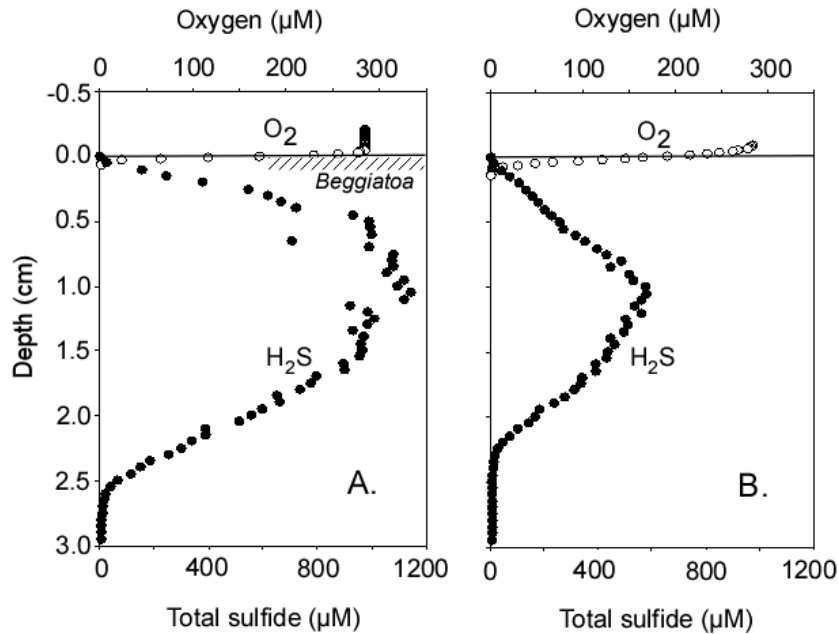 Oxygen (µM)
Oxygen (µM)
0 100 200 300
0 100 200 300
-0.5
0.0
0.5
1.0
1.5
2.0
2.5
3.0
Depth (cm)
O2
Beggiatoa
H2S
A.
O2
H2S
B.
0 400 800 1200
0 400 800 1200
Total sulfide (µM)
Total sulfide (µM)